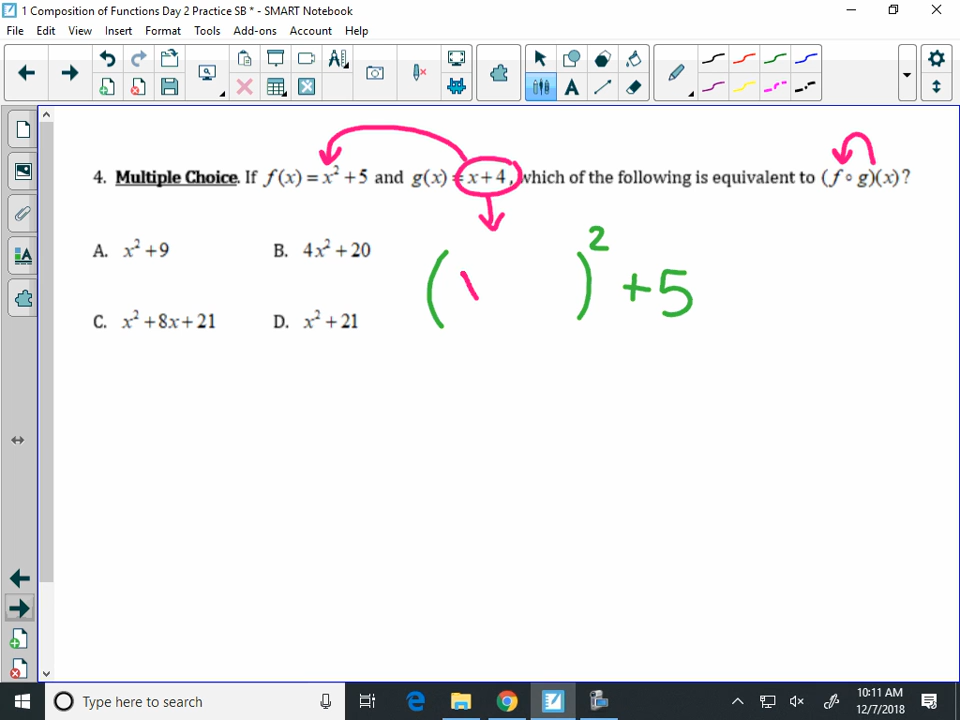 1 Composition of Functions Day 2 Practice SB * - SMART Notebook
File Edit View Insert Format Tools Add-ons Account Help
4. Multiple Choice. If f(x) = x² + 5 and g(x) = x + 4, which of the following is equivalent to (f ∘ g)(x)?
A. x² + 9 B. 4x² + 20
( )² + 5
C. x² + 8x + 21 D. x² + 21
Type here to search
10:11 AM
12/7/2018